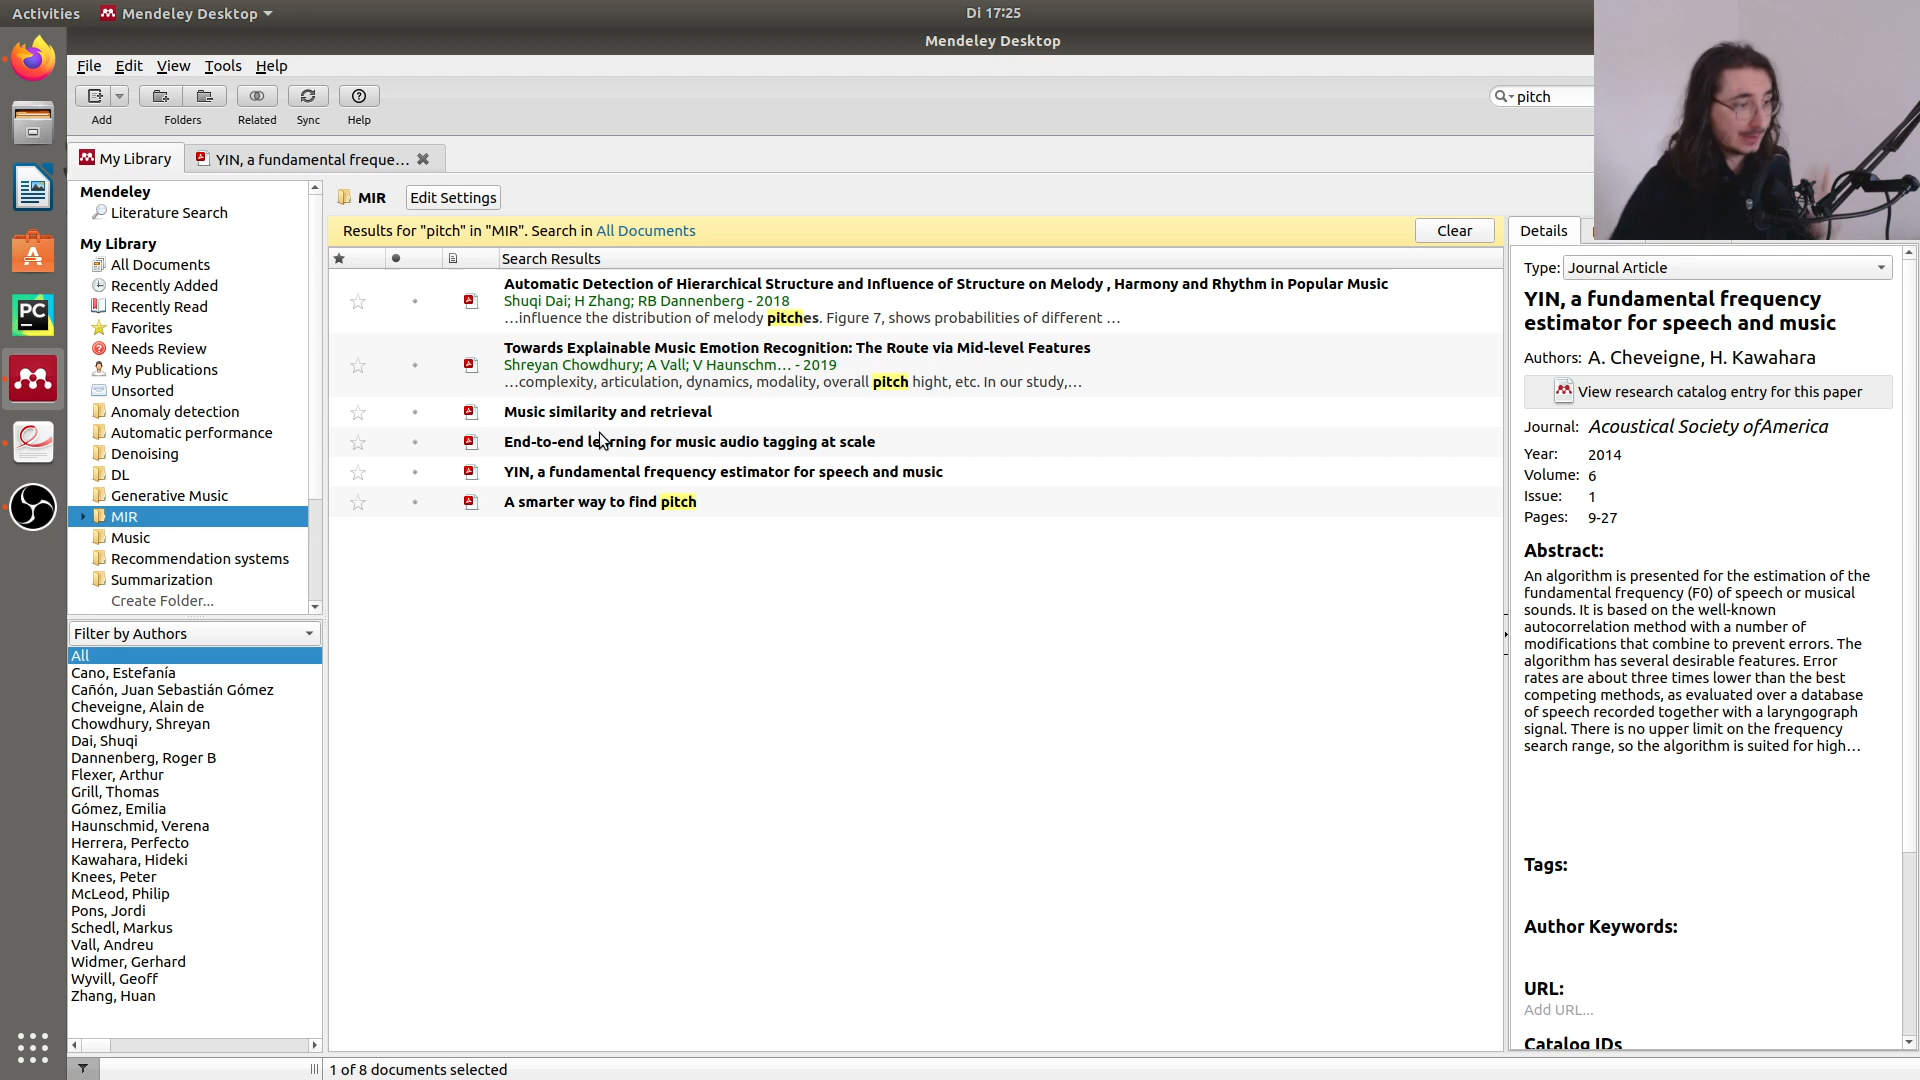 Activities
Mendeley Desktop
Di 17:25
Mendeley Desktop
File Edit View Tools Help
Add Folders Related Sync Help
pitch
My Library
YIN, a fundamental freque...
Mendeley
Literature Search
My Library
All Documents
Recently Added
Recently Read
Favorites
Needs Review
My Publications
Unsorted
Anomaly detection
Automatic performance
Denoising
DL
Generative Music
MIR
Music
Recommendation systems
Summarization
Create Folder...
Filter by Authors
All
Cano, Estefanía
Cañón, Juan Sebastián Gómez
Cheveigne, Alain de
Chowdhury, Shreyan
Dai, Shuqi
Dannenberg, Roger B
Flexer, Arthur
Grill, Thomas
Gómez, Emilia
Haunschmid, Verena
Herrera, Perfecto
Kawahara, Hideki
Knees, Peter
McLeod, Philip
Pons, Jordi
Schedl, Markus
Vall, Andreu
Widmer, Gerhard
Wyvill, Geoff
Zhang, Huan
MIR
Edit Settings
Results for "pitch" in "MIR". Search in All Documents
Clear
Search Results
Automatic Detection of Hierarchical Structure and Influence of Structure on Melody , Harmony and Rhythm in Popular Music
Shuqi Dai; H Zhang; RB Dannenberg - 2018
...influence the distribution of melody pitches. Figure 7, shows probabilities of different ...
Towards Explainable Music Emotion Recognition: The Route via Mid-level Features
Shreyan Chowdhury; A Vall; V Haunschm... - 2019
...complexity, articulation, dynamics, modality, overall pitch hight, etc. In our study,...
Music similarity and retrieval
End-to-end learning for music audio tagging at scale
YIN, a fundamental frequency estimator for speech and music
A smarter way to find pitch
1 of 8 documents selected
Details
Type: Journal Article
YIN, a fundamental frequency
estimator for speech and music
Authors: A. Cheveigne, H. Kawahara
View research catalog entry for this paper
Journal: Acoustical Society ofAmerica
Year: 2014
Volume: 6
Issue: 1
Pages: 9-27
Abstract:
An algorithm is presented for the estimation of the
fundamental frequency (F0) of speech or musical
sounds. It is based on the well-known
autocorrelation method with a number of
modifications that combine to prevent errors. The
algorithm has several desirable features. Error
rates are about three times lower than the best
competing methods, as evaluated over a database
of speech recorded together with a laryngograph
signal. There is no upper limit on the frequency
search range, so the algorithm is suited for high...
Tags:
Author Keywords:
URL:
Add URL...
Catalog IDs
PC